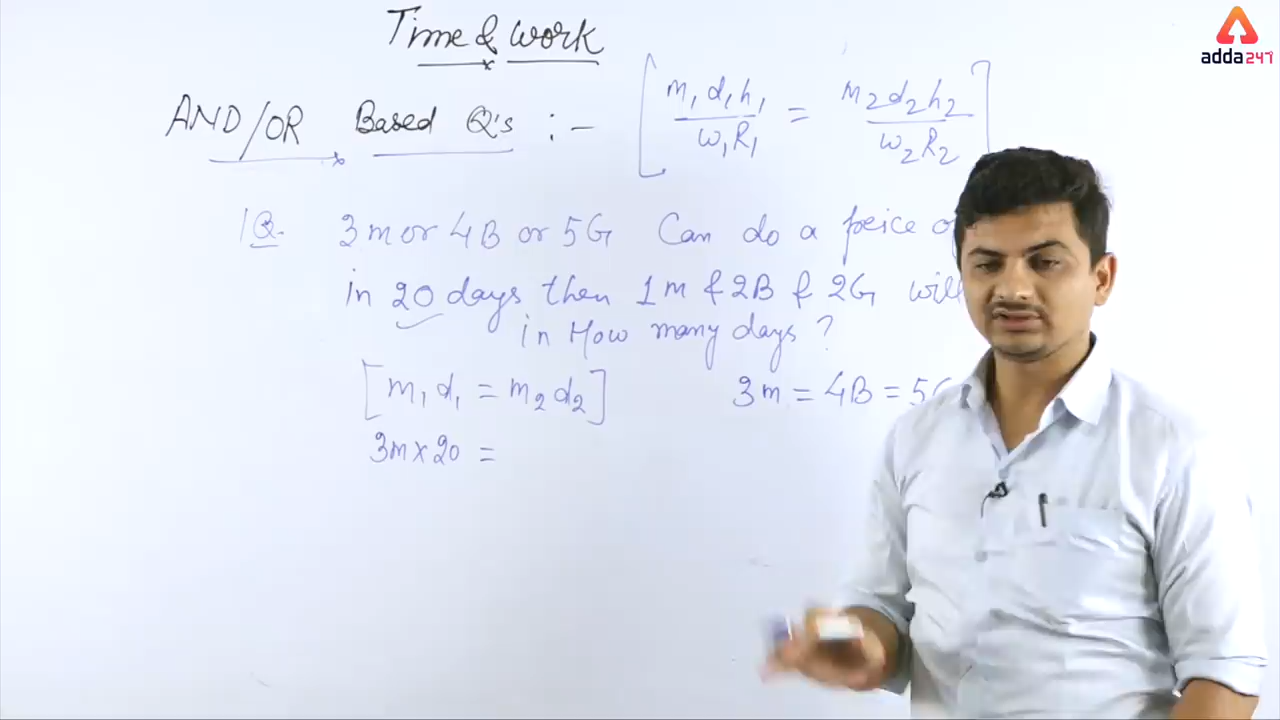 Time & work
adda247
AND/OR Based Q's :-
[m₁d₁h₁/w₁R₁ = m₂d₂h₂/w₂R₂]
1Q. 3m or 4B or 5G Can do a peice
in 20 days then 1m & 2B & 2G will
in How many days ?
[m₁d₁ = m₂d₂]
3m = 4B = 5G
3m×20 =